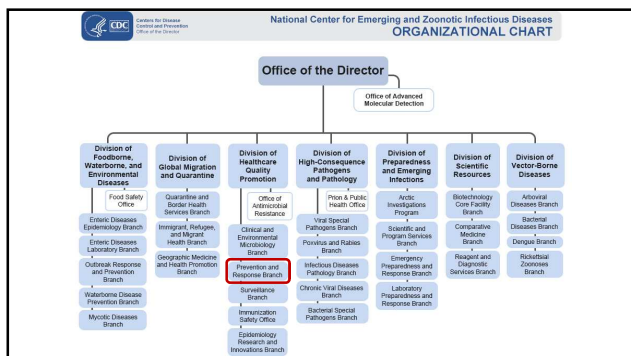 CDC
Centers for Disease
Control and Prevention
Office of the Director
National Center for Emerging and Zoonotic Infectious Diseases
ORGANIZATIONAL CHART
Office of the Director
Office of Advanced
Molecular Detection
Division of
Foodborne,
Waterborne, and
Environmental
Diseases
Food Safety
Office
Enteric Diseases
Epidemiology Branch
Enteric Diseases
Laboratory Branch
Outbreak Response
and Prevention
Branch
Waterborne Disease
Prevention Branch
Mycotic Diseases
Branch
Division of
Global Migration
and Quarantine
Quarantine and
Border Health
Services Branch
Immigrant, Refugee,
and Migrant
Health Branch
Geographic Medicine
and Health Promotion
Branch
Division of
Healthcare
Quality
Promotion
Office of
Antimicrobial
Resistance
Clinical and
Environmental
Microbiology
Branch
Prevention and
Response Branch
Surveillance
Branch
Immunization
Safety Office
Epidemiology
Research and
Innovations Branch
Division of
High-Consequence
Pathogens
and Pathology
Prion & Public
Health Office
Viral Special
Pathogens Branch
Poxvirus and Rabies
Branch
Infectious Diseases
Pathology Branch
Chronic Viral Diseases
Branch
Bacterial Special
Pathogens Branch
Division of
Preparedness
and Emerging
Infections
Arctic
Investigations
Program
Scientific and
Program Services
Branch
Emergency
Preparedness and
Response Branch
Laboratory
Preparedness and
Response Branch
Division of
Scientific
Resources
Biotechnology
Core Facility
Branch
Comparative
Medicine
Branch
Reagent and
Diagnostic
Services Branch
Division of
Vector-Borne
Diseases
Arboviral
Diseases Branch
Bacterial
Diseases Branch
Dengue Branch
Rickettsial
Zoonoses Branch